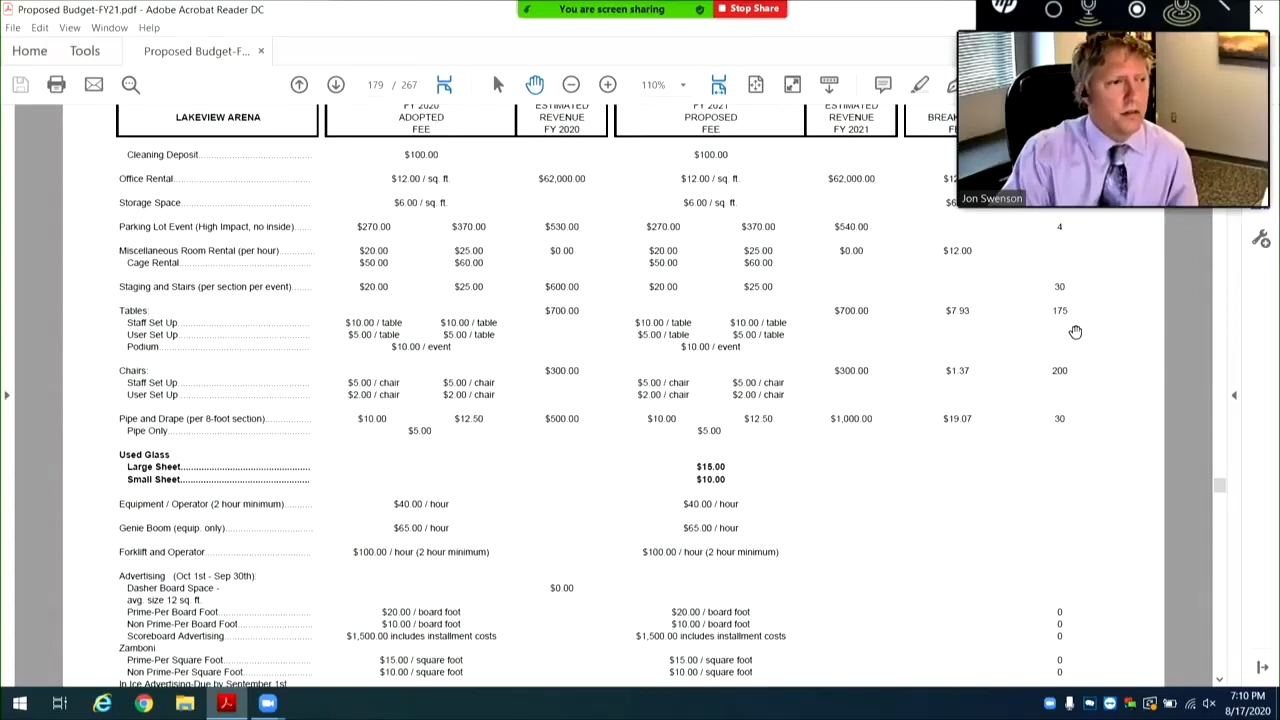 Proposed Budget-FY21.pdf - Adobe Acrobat Reader DC
You are screen sharing
Stop Share
File Edit View Window Help
Home Tools Proposed Budget-F... ×
179 / 267 110%
LAKEVIEW ARENA
FY 2020 ADOPTED FEE
ESTIMATED REVENUE FY 2020
FY 2021 PROPOSED FEE
ESTIMATED REVENUE FY 2021
Jon Swenson
Cleaning Deposit $100.00 $100.00
Office Rental $12.00 / sq. ft. $62,000.00 $12.00 / sq. ft. $62,000.00
Storage Space $6.00 / sq. ft. $6.00 / sq. ft.
Parking Lot Event (High Impact, no inside) $270.00 $370.00 $530.00 $270.00 $370.00 $540.00 4
Miscellaneous Room Rental (per hour) $20.00 $25.00 $0.00 $20.00 $25.00 $0.00 $12.00
Cage Rental $50.00 $60.00 $50.00 $60.00
Staging and Stairs (per section per event) $20.00 $25.00 $600.00 $20.00 $25.00 30
Tables: $700.00 $700.00 $7.93 175
Staff Set Up $10.00 / table $10.00 / table $10.00 / table $10.00 / table
User Set Up $5.00 / table $5.00 / table $5.00 / table $5.00 / table
Podium $10.00 / event $10.00 / event
Chairs: $300.00 $300.00 $1.37 200
Staff Set Up $5.00 / chair $5.00 / chair $5.00 / chair $5.00 / chair
User Set Up $2.00 / chair $2.00 / chair $2.00 / chair $2.00 / chair
Pipe and Drape (per 8-foot section) $10.00 $12.50 $500.00 $10.00 $12.50 $1,000.00 $19.07 30
Pipe Only $5.00 $5.00
Used Glass
Large Sheet $15.00
Small Sheet $10.00
Equipment / Operator (2 hour minimum) $40.00 / hour $40.00 / hour
Genie Boom (equip. only) $65.00 / hour $65.00 / hour
Forklift and Operator $100.00 / hour (2 hour minimum) $100.00 / hour (2 hour minimum)
Advertising (Oct 1st - Sep 30th):
Dasher Board Space - $0.00
avg. size 12 sq. ft.
Prime-Per Board Foot $20.00 / board foot $20.00 / board foot 0
Non Prime-Per Board Foot $10.00 / board foot $10.00 / board foot 0
Scoreboard Advertising $1,500.00 includes installment costs $1,500.00 includes installment costs 0
Zamboni
Prime-Per Square Foot $15.00 / square foot $15.00 / square foot 0
Non Prime-Per Square Foot $10.00 / square foot $10.00 / square foot 0
In Ice Advertising-Due by September 1st
7:10 PM
8/17/2020